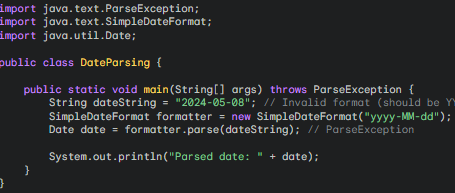 import java.text.ParseException;
import java.text.SimpleDateFormat;
import java.util.Date;
public class DateParsing {
public static void main(String[] args) throws ParseException {
String dateString = "2024-05-08"; // Invalid format (should be YY
SimpleDateFormat formatter = new SimpleDateFormat("yyyy-MM-dd");
Date date = formatter.parse(dateString); // ParseException
System.out.println("Parsed date: " + date);
}
}